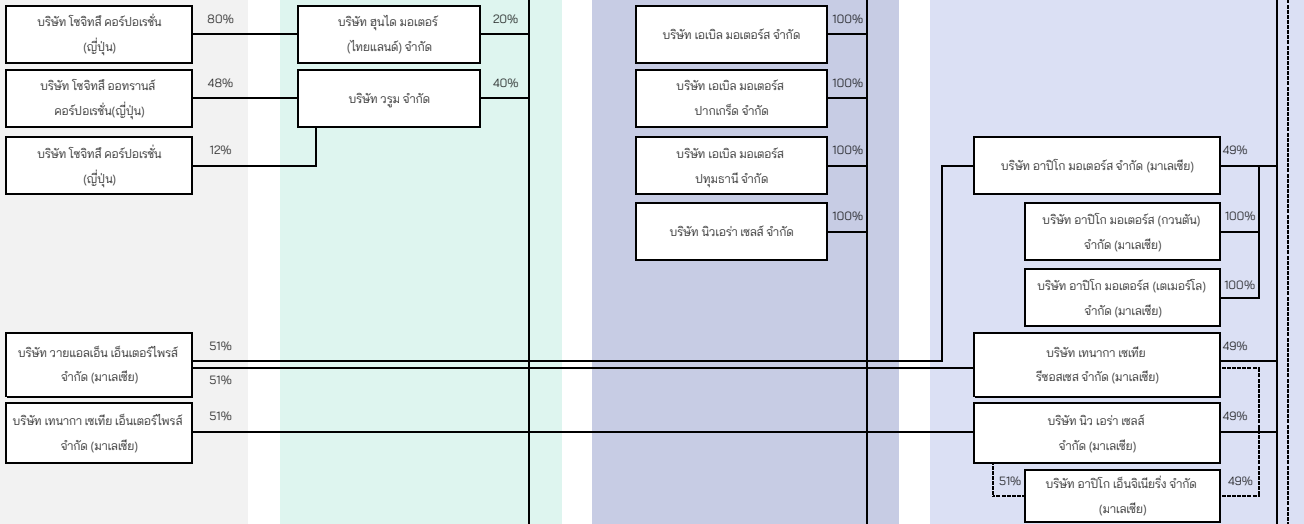 บริษัท โซจิทสึ คอร์ปอเรชั่น
(ญี่ปุ่น)
80%
บริษัท ฮุนได มอเตอร์
(ไทยแลนด์) จำกัด
20%
บริษัท เอเบิล มอเตอร์ส จำกัด
100%
บริษัท โซจิทสึ ออทรานส์
คอร์ปอเรชั่น(ญี่ปุ่น)
48%
บริษัท วรูม จำกัด
40%
บริษัท เอเบิล มอเตอร์ส
ปากเกร็ด จำกัด
100%
บริษัท โซจิทสึ คอร์ปอเรชั่น
(ญี่ปุ่น)
12%
บริษัท เอเบิล มอเตอร์ส
ปทุมธานี จำกัด
100%
บริษัท อาปิโก มอเตอร์ส จำกัด (มาเลเซีย)
49%
บริษัท นิวเอร่า เซลส์ จำกัด
100%
บริษัท อาปิโก มอเตอร์ส (กวนตัน)
จำกัด (มาเลเซีย)
100%
บริษัท อาปิโก มอเตอร์ส (เตเมอร์โล)
จำกัด (มาเลเซีย)
100%
บริษัท วายแอลเอ็น เอ็นเตอร์ไพรส์
จำกัด (มาเลเซีย)
51%
51%
บริษัท เทนากา เซเทีย
รีซอสเซส จำกัด (มาเลเซีย)
49%
บริษัท เทนากา เซเทีย เอ็นเตอร์ไพรส์
จำกัด (มาเลเซีย)
51%
บริษัท นิว เอร่า เซลส์
จำกัด (มาเลเซีย)
49%
51%
บริษัท อาปิโก เอ็นจิเนียริ่ง จำกัด
(มาเลเซีย)
49%